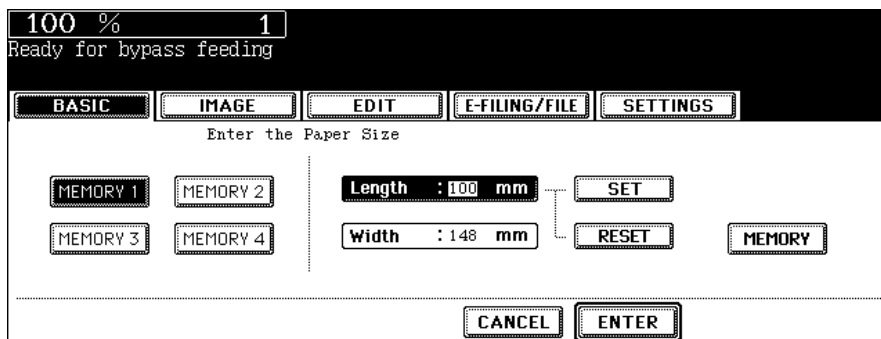 100 % 1
Ready for bypass feeding
BASIC IMAGE EDIT E-FILING/FILE SETTINGS
Enter the Paper Size
MEMORY 1 MEMORY 2 Length :100 mm SET
MEMORY 3 MEMORY 4 Width :148 mm RESET MEMORY
CANCEL ENTER